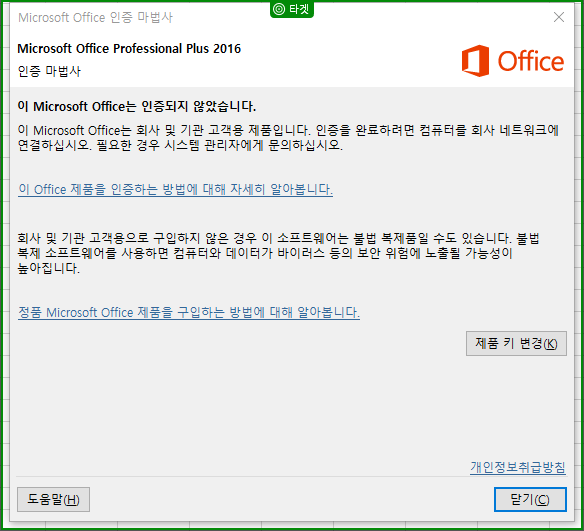 타겟
Microsoft Office 인증 마법사
Microsoft Office Professional Plus 2016
인증 마법사
Office
이 Microsoft Office는 인증되지 않았습니다.
이 Microsoft Office는 회사 및 기관 고객용 제품입니다. 인증을 완료하려면 컴퓨터를 회사 네트워크에
연결하십시오. 필요한 경우 시스템 관리자에게 문의하십시오.
이 Office 제품을 인증하는 방법에 대해 자세히 알아봅니다.
회사 및 기관 고객용으로 구입하지 않은 경우 이 소프트웨어는 불법 복제품일 수도 있습니다. 불법
복제 소프트웨어를 사용하면 컴퓨터와 데이터가 바이러스 등의 보안 위험에 노출될 가능성이
높아집니다.
정품 Microsoft Office 제품을 구입하는 방법에 대해 알아봅니다.
제품 키 변경(K)
개인정보취급방침
도움말(H)
닫기(C)